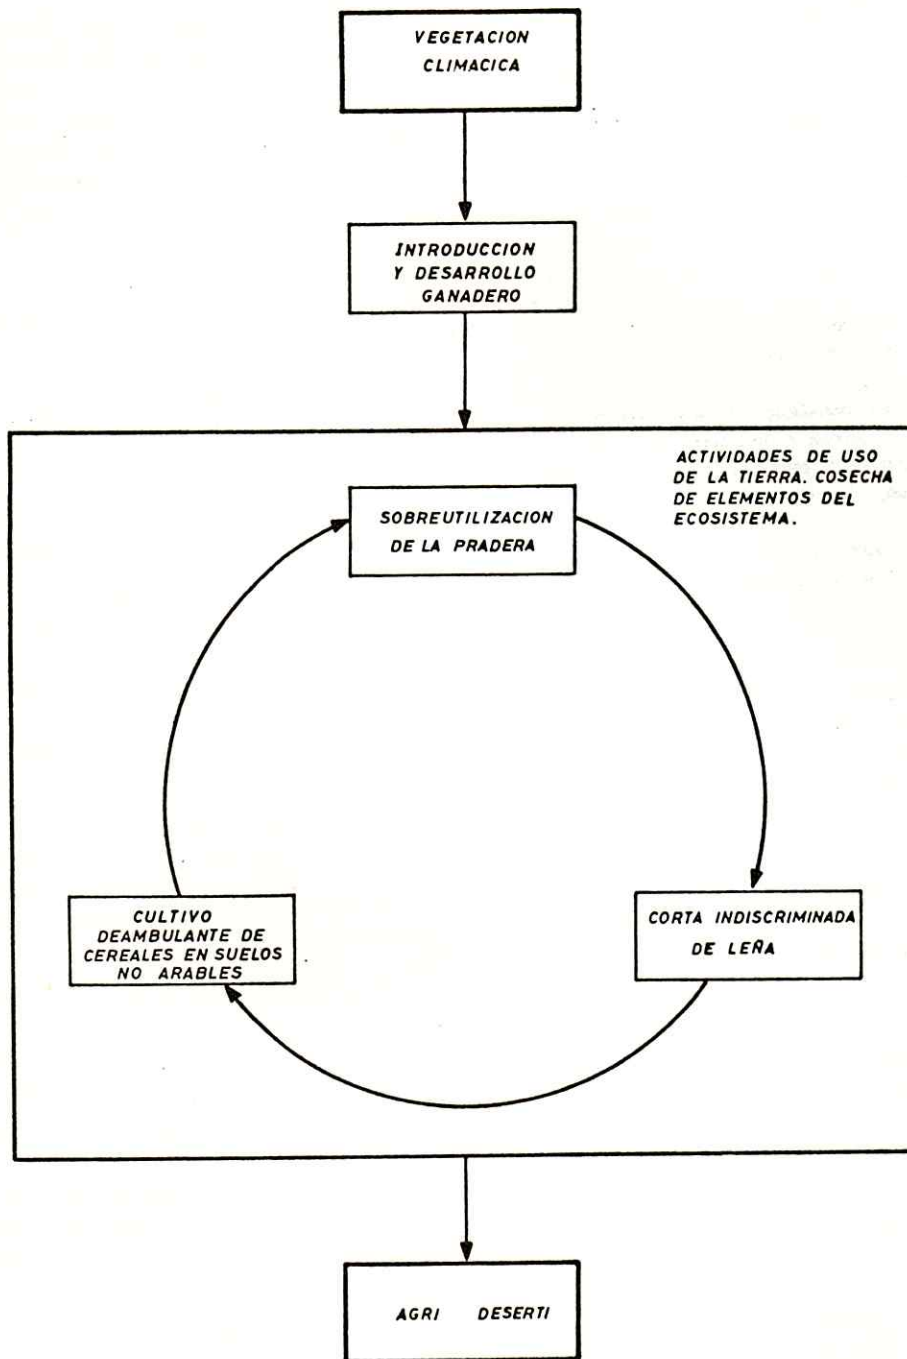 VEGETACION
CLIMACICA
INTRODUCCION
Y DESARROLLO
GANADERO
ACTIVIDADES DE USO
DE LA TIERRA. COSECHA
DE ELEMENTOS DEL
ECOSISTEMA.
SOBREUTILIZACION
DE LA PRADERA
CULTIVO
DEAMBULANTE DE
CEREALES EN SUELOS
NO ARABLES
CORTA INDISCRIMINADA
DE LEÑA
AGRI DESERTI